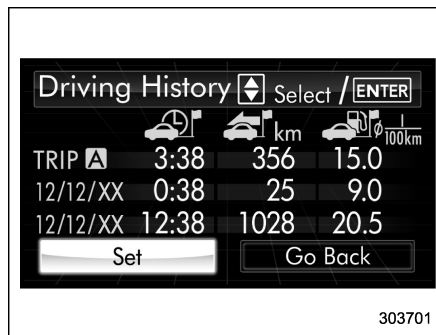 Driving History Select / ENTER
km ø l/100km
TRIP A 3:38 356 15.0
12/12/XX 0:38 25 9.0
12/12/XX 12:38 1028 20.5
Set Go Back
303701